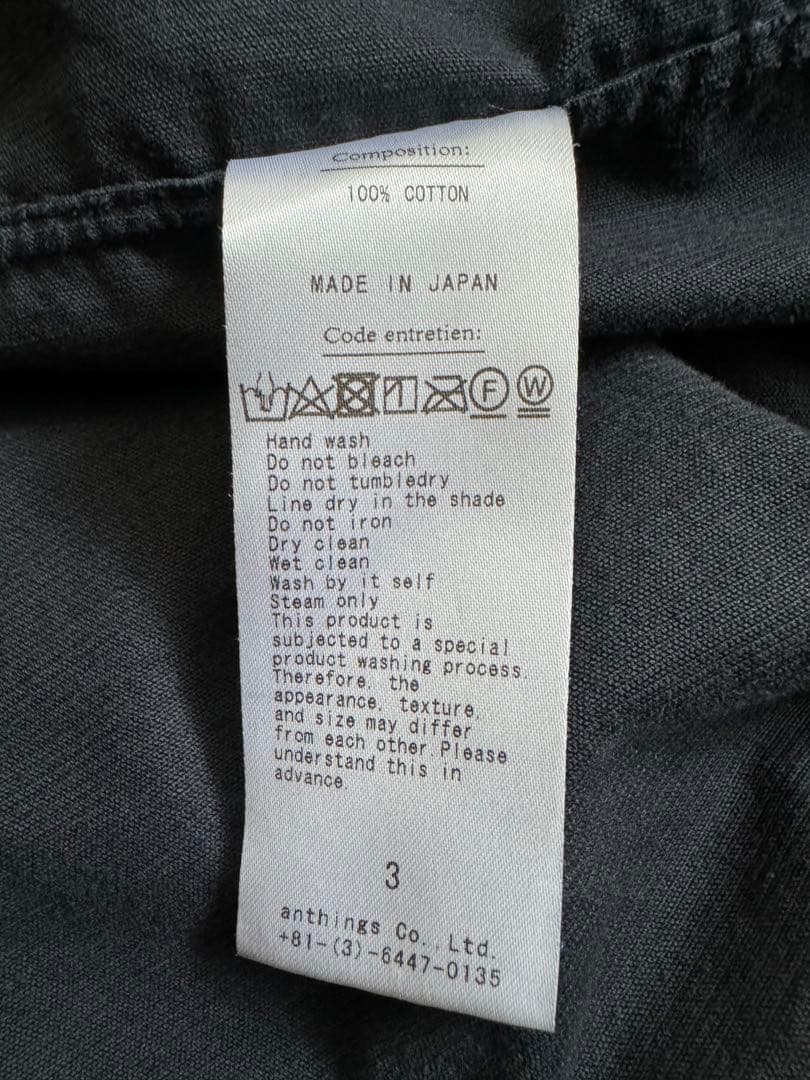 Composition:
100% COTTON
MADE IN JAPAN
Code entretien:
F W
Hand wash
Do not bleach
Do not tumbledry
Line dry in the shade
Do not iron
Dry clean
Wet clean
Wash by it self
Steam only
This product is
subjected to a special
product washing process.
Therefore, the
appearance, texture,
and size may differ
from each other.Please
understand this in
advance.
3
anthings Co.,Ltd.
+81-(3)-6447-0135